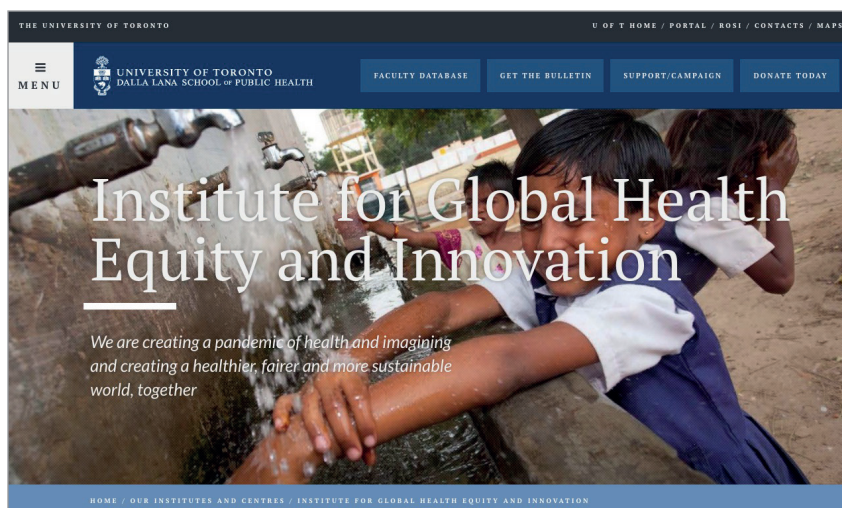 THE UNIVERSITY OF TORONTO
U OF T HOME / PORTAL / ROSI / CONTACTS / MAPS
MENU
UNIVERSITY OF TORONTO
DALLA LANA SCHOOL OF PUBLIC HEALTH
FACULTY DATABASE
GET THE BULLETIN
SUPPORT/CAMPAIGN
DONATE TODAY
Institute for Global Health
Equity and Innovation
We are creating a pandemic of health and imagining
and creating a healthier, fairer and more sustainable
world, together
HOME / OUR INSTITUTES AND CENTRES / INSTITUTE FOR GLOBAL HEALTH EQUITY AND INNOVATION